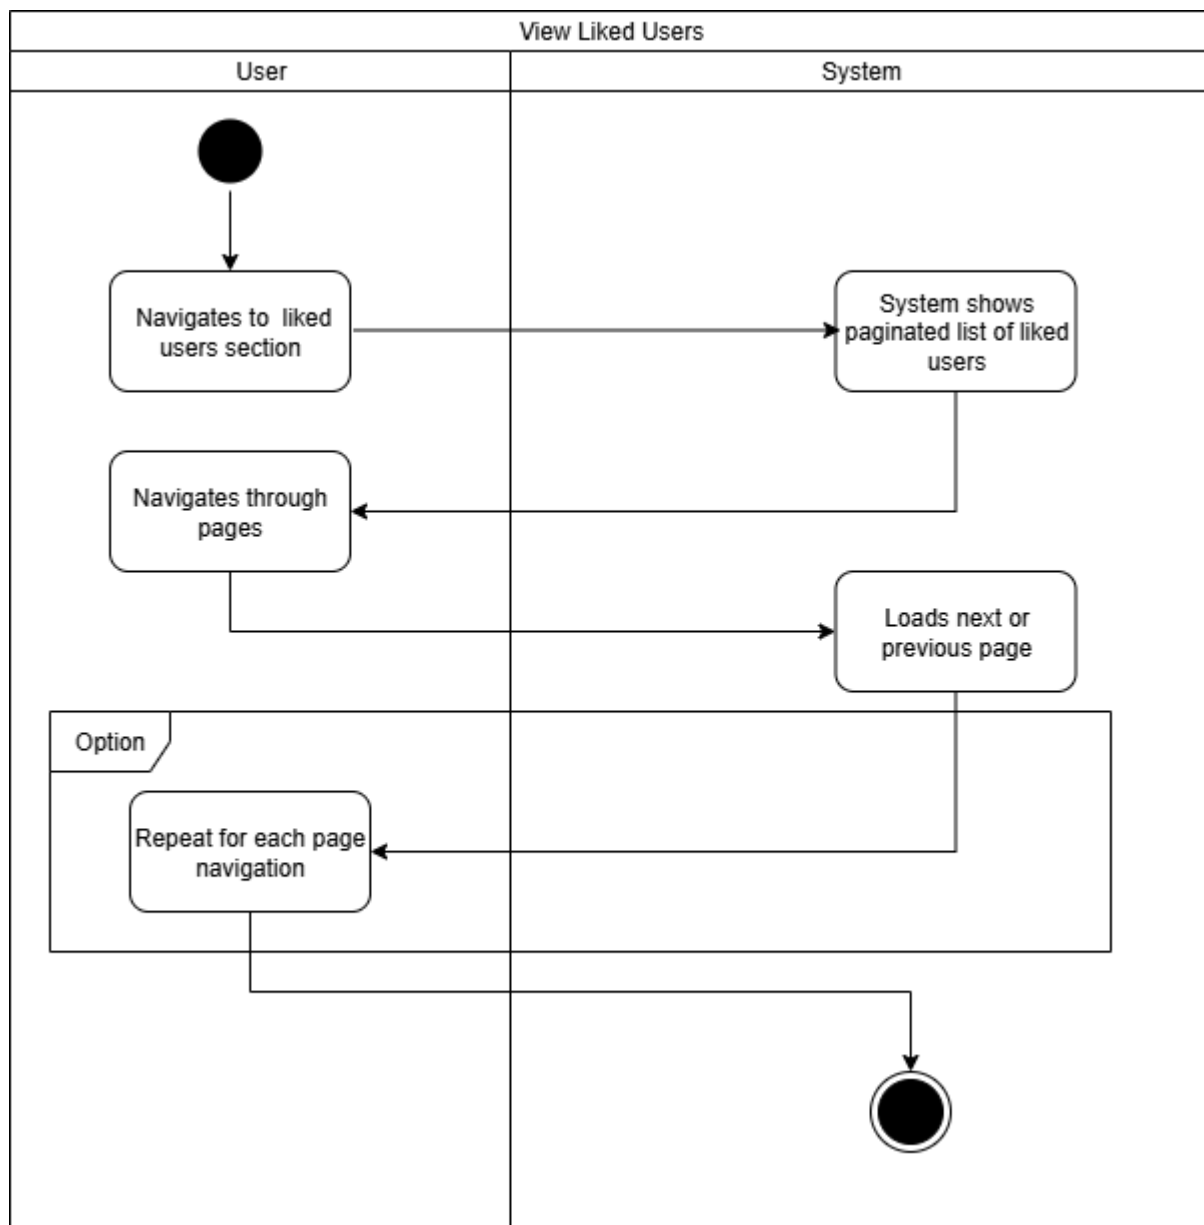 View Liked Users
User
System
Navigates to liked
users section
System shows
paginated list of liked
users
Navigates through
pages
Loads next or
previous page
Option
Repeat for each page
navigation